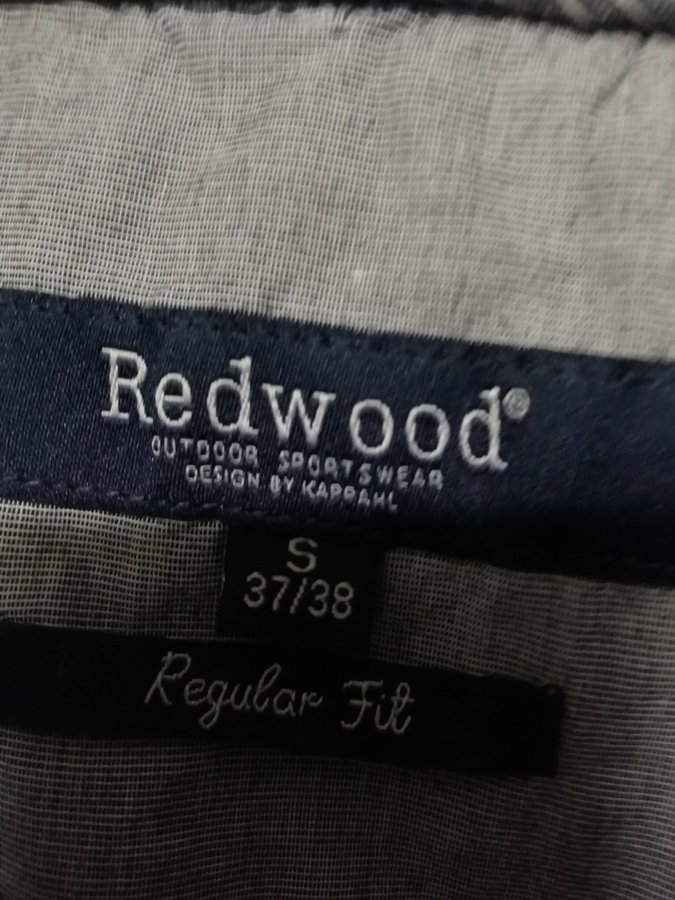 Redwood®
OUTDOOR SPORTSWEAR
DESIGN BY KAPPAHL
S
37/38
Regular Fit